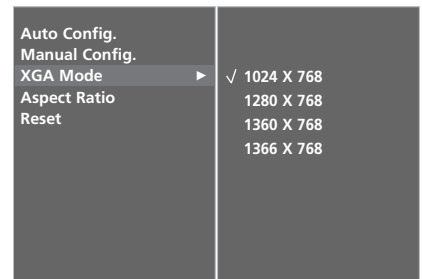 Auto Config.
Manual Config.
XGA Mode ►
Aspect Ratio
Reset
√ 1024 X 768
1280 X 768
1360 X 768
1366 X 768